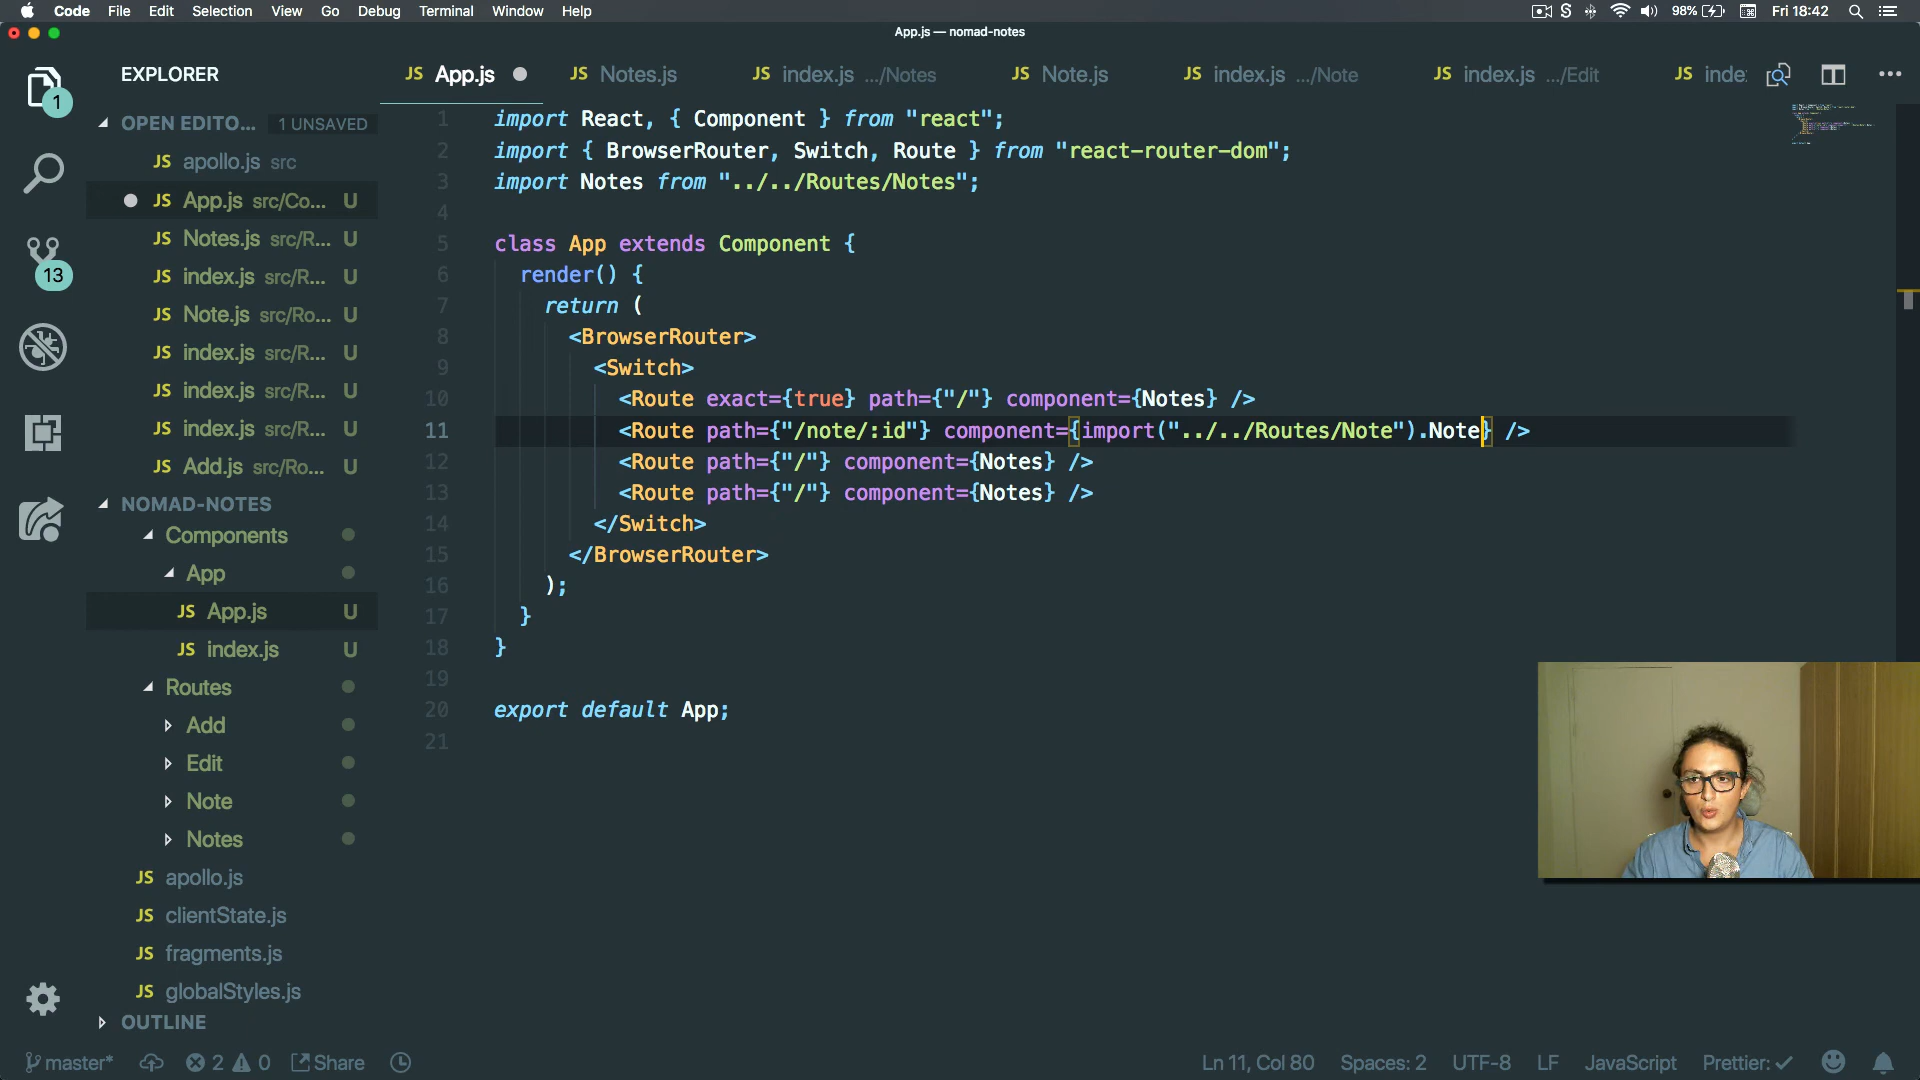 Code File Edit Selection View Go Debug Terminal Window Help 98% Fri 18:42
App.js — nomad-notes
EXPLORER
JS App.js JS Notes.js JS index.js .../Notes JS Note.js JS index.js .../Note JS index.js .../Edit JS inde
1
OPEN EDITO... 1 UNSAVED
JS apollo.js src
JS App.js src/Co... U
JS Notes.js src/R... U
JS index.js src/R... U
JS Note.js src/Ro... U
JS index.js src/R... U
JS index.js src/R... U
JS index.js src/R... U
JS Add.js src/Ro... U
13
NOMAD-NOTES
Components
App
JS App.js U
JS index.js U
Routes
Add
Edit
Note
Notes
JS apollo.js
JS clientState.js
JS fragments.js
JS globalStyles.js
OUTLINE
1 import React, { Component } from "react";
2 import { BrowserRouter, Switch, Route } from "react-router-dom";
3 import Notes from "../../Routes/Notes";
4
5 class App extends Component {
6 render() {
7 return (
8 <BrowserRouter>
9 <Switch>
10 <Route exact={true} path={"/"} component={Notes} />
11 <Route path={"/note/:id"} component={import("../../Routes/Note").Note} />
12 <Route path={"/"} component={Notes} />
13 <Route path={"/"} component={Notes} />
14 </Switch>
15 </BrowserRouter>
16 );
17 }
18 }
19
20 export default App;
21
master* 2 0 Share Ln 11, Col 80 Spaces: 2 UTF-8 LF JavaScript Prettier: ✓